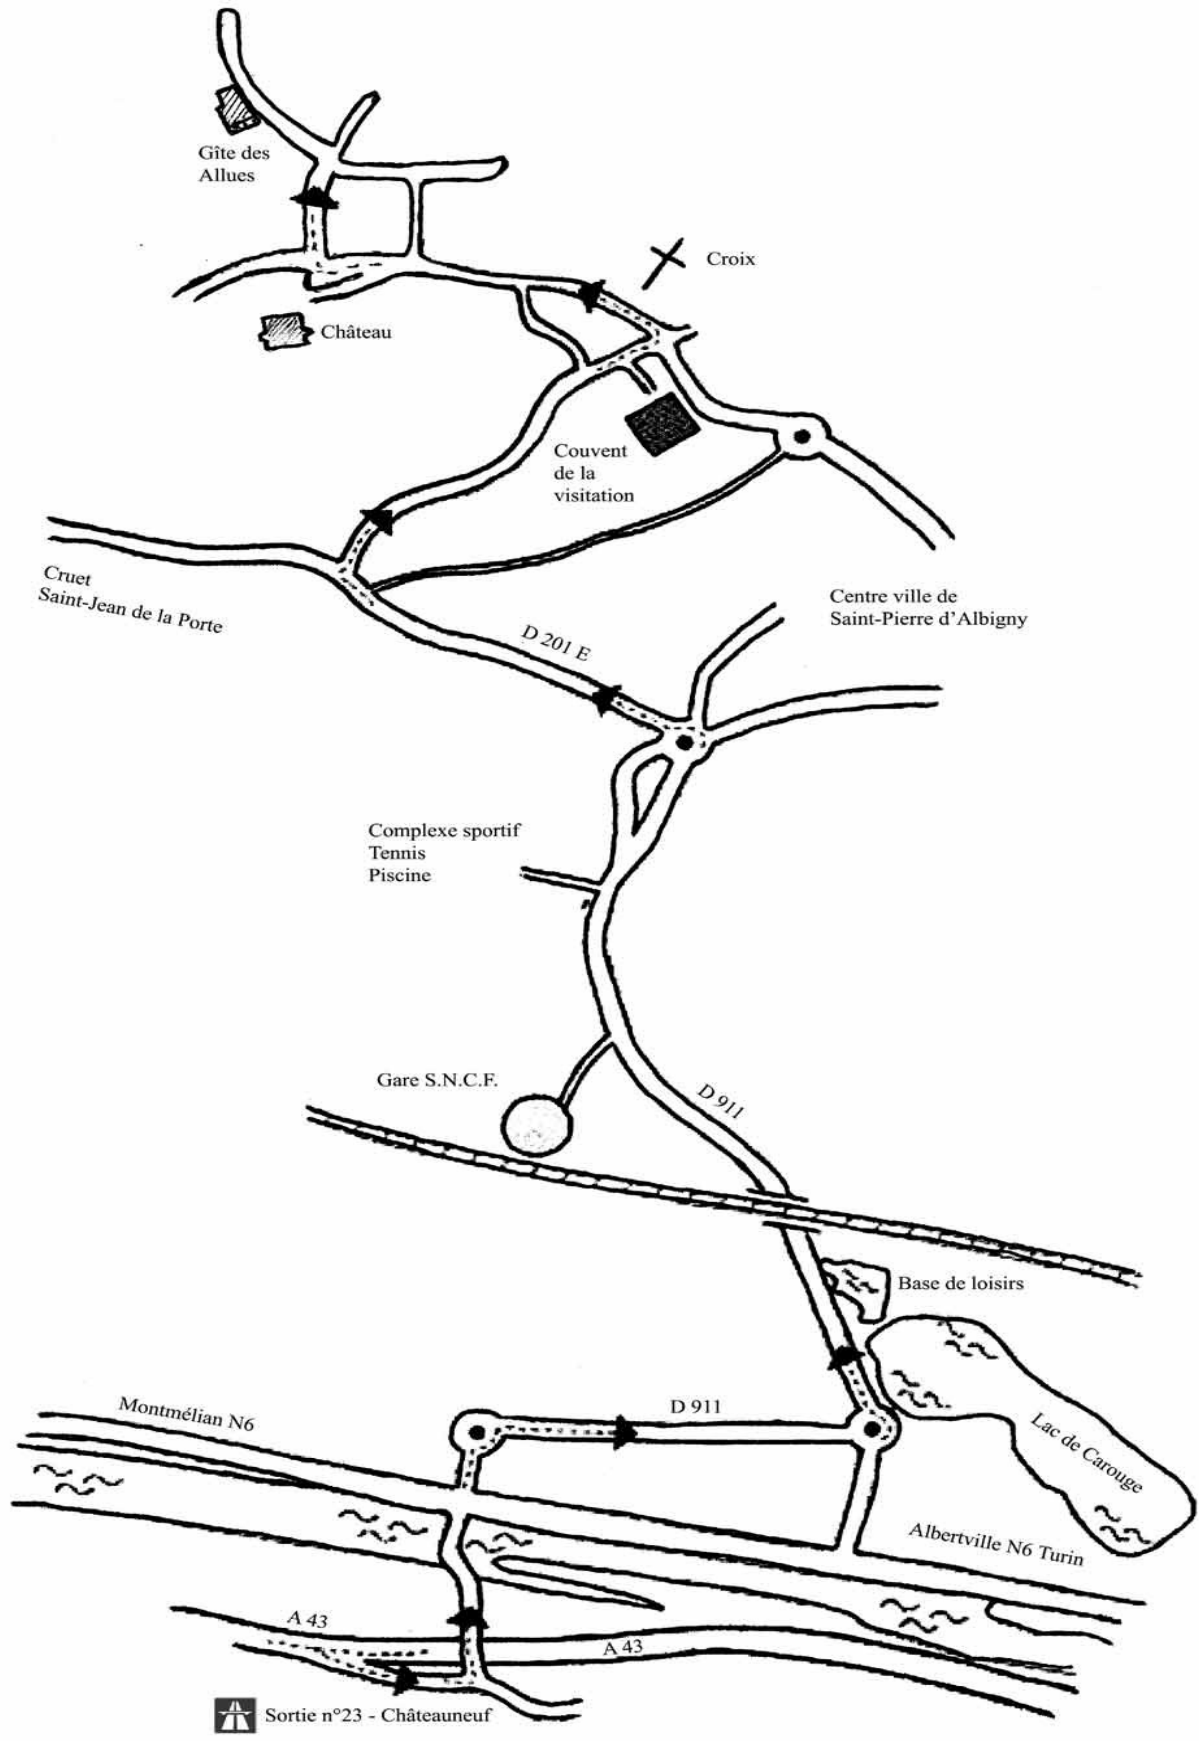 Gîte des
Allues
Croix
Château
Couvent
de la
visitation
Cruet
Saint-Jean de la Porte
Centre ville de
Saint-Pierre d'Albigny
D 201 E
Complexe sportif
Tennis
Piscine
Gare S.N.C.F.
D 911
Base de loisirs
Montmélian N6
D 911
Lac de Carouge
Albertville N6 Turin
A 43
A 43
Sortie n°23 - Châteauneuf